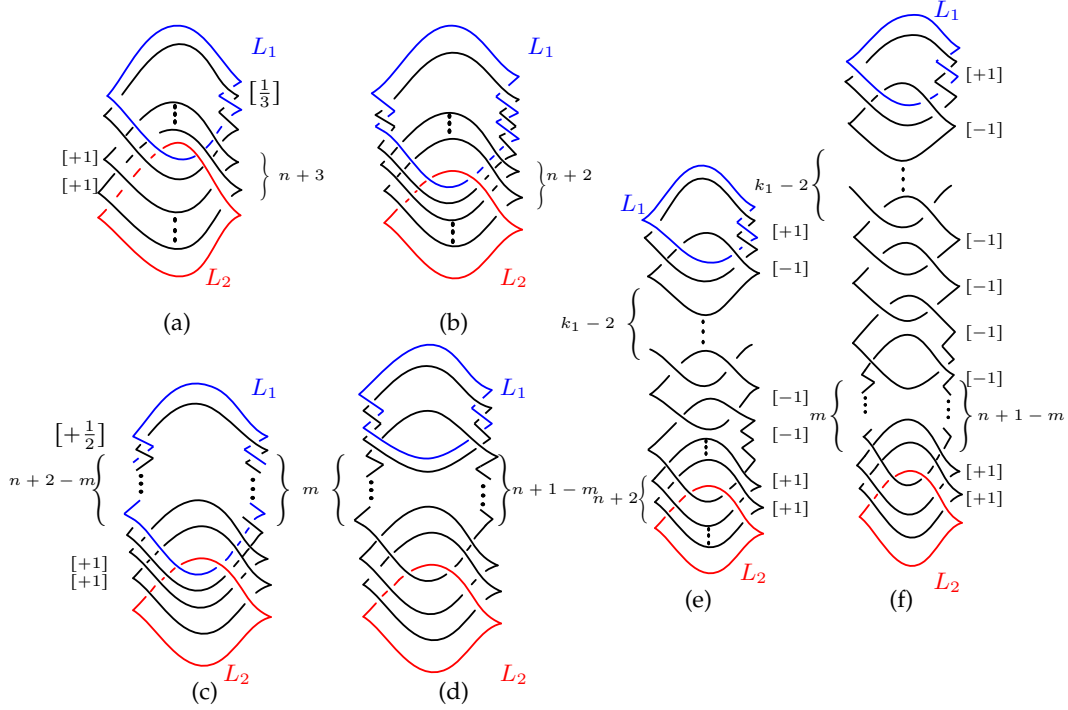 L₁
[1/3]
[+1]
[+1]
} n + 3
L₂
(a)
L₁
} n + 2
L₂
(b)
L₁
[+1/2]
n + 2 − m {
} m
[+1]
[+1]
L₂
(c)
L₁
{
} n + 1 − m
L₂
(d)
L₁
[+1]
[−1]
k₁ − 2 {
[−1]
[−1]
n + 2 {
[+1]
[+1]
L₂
(e)
L₁
[+1]
[−1]
k₁ − 2 {
[−1]
[−1]
[−1]
[−1]
m {
} n + 1 − m
[+1]
[+1]
L₂
(f)